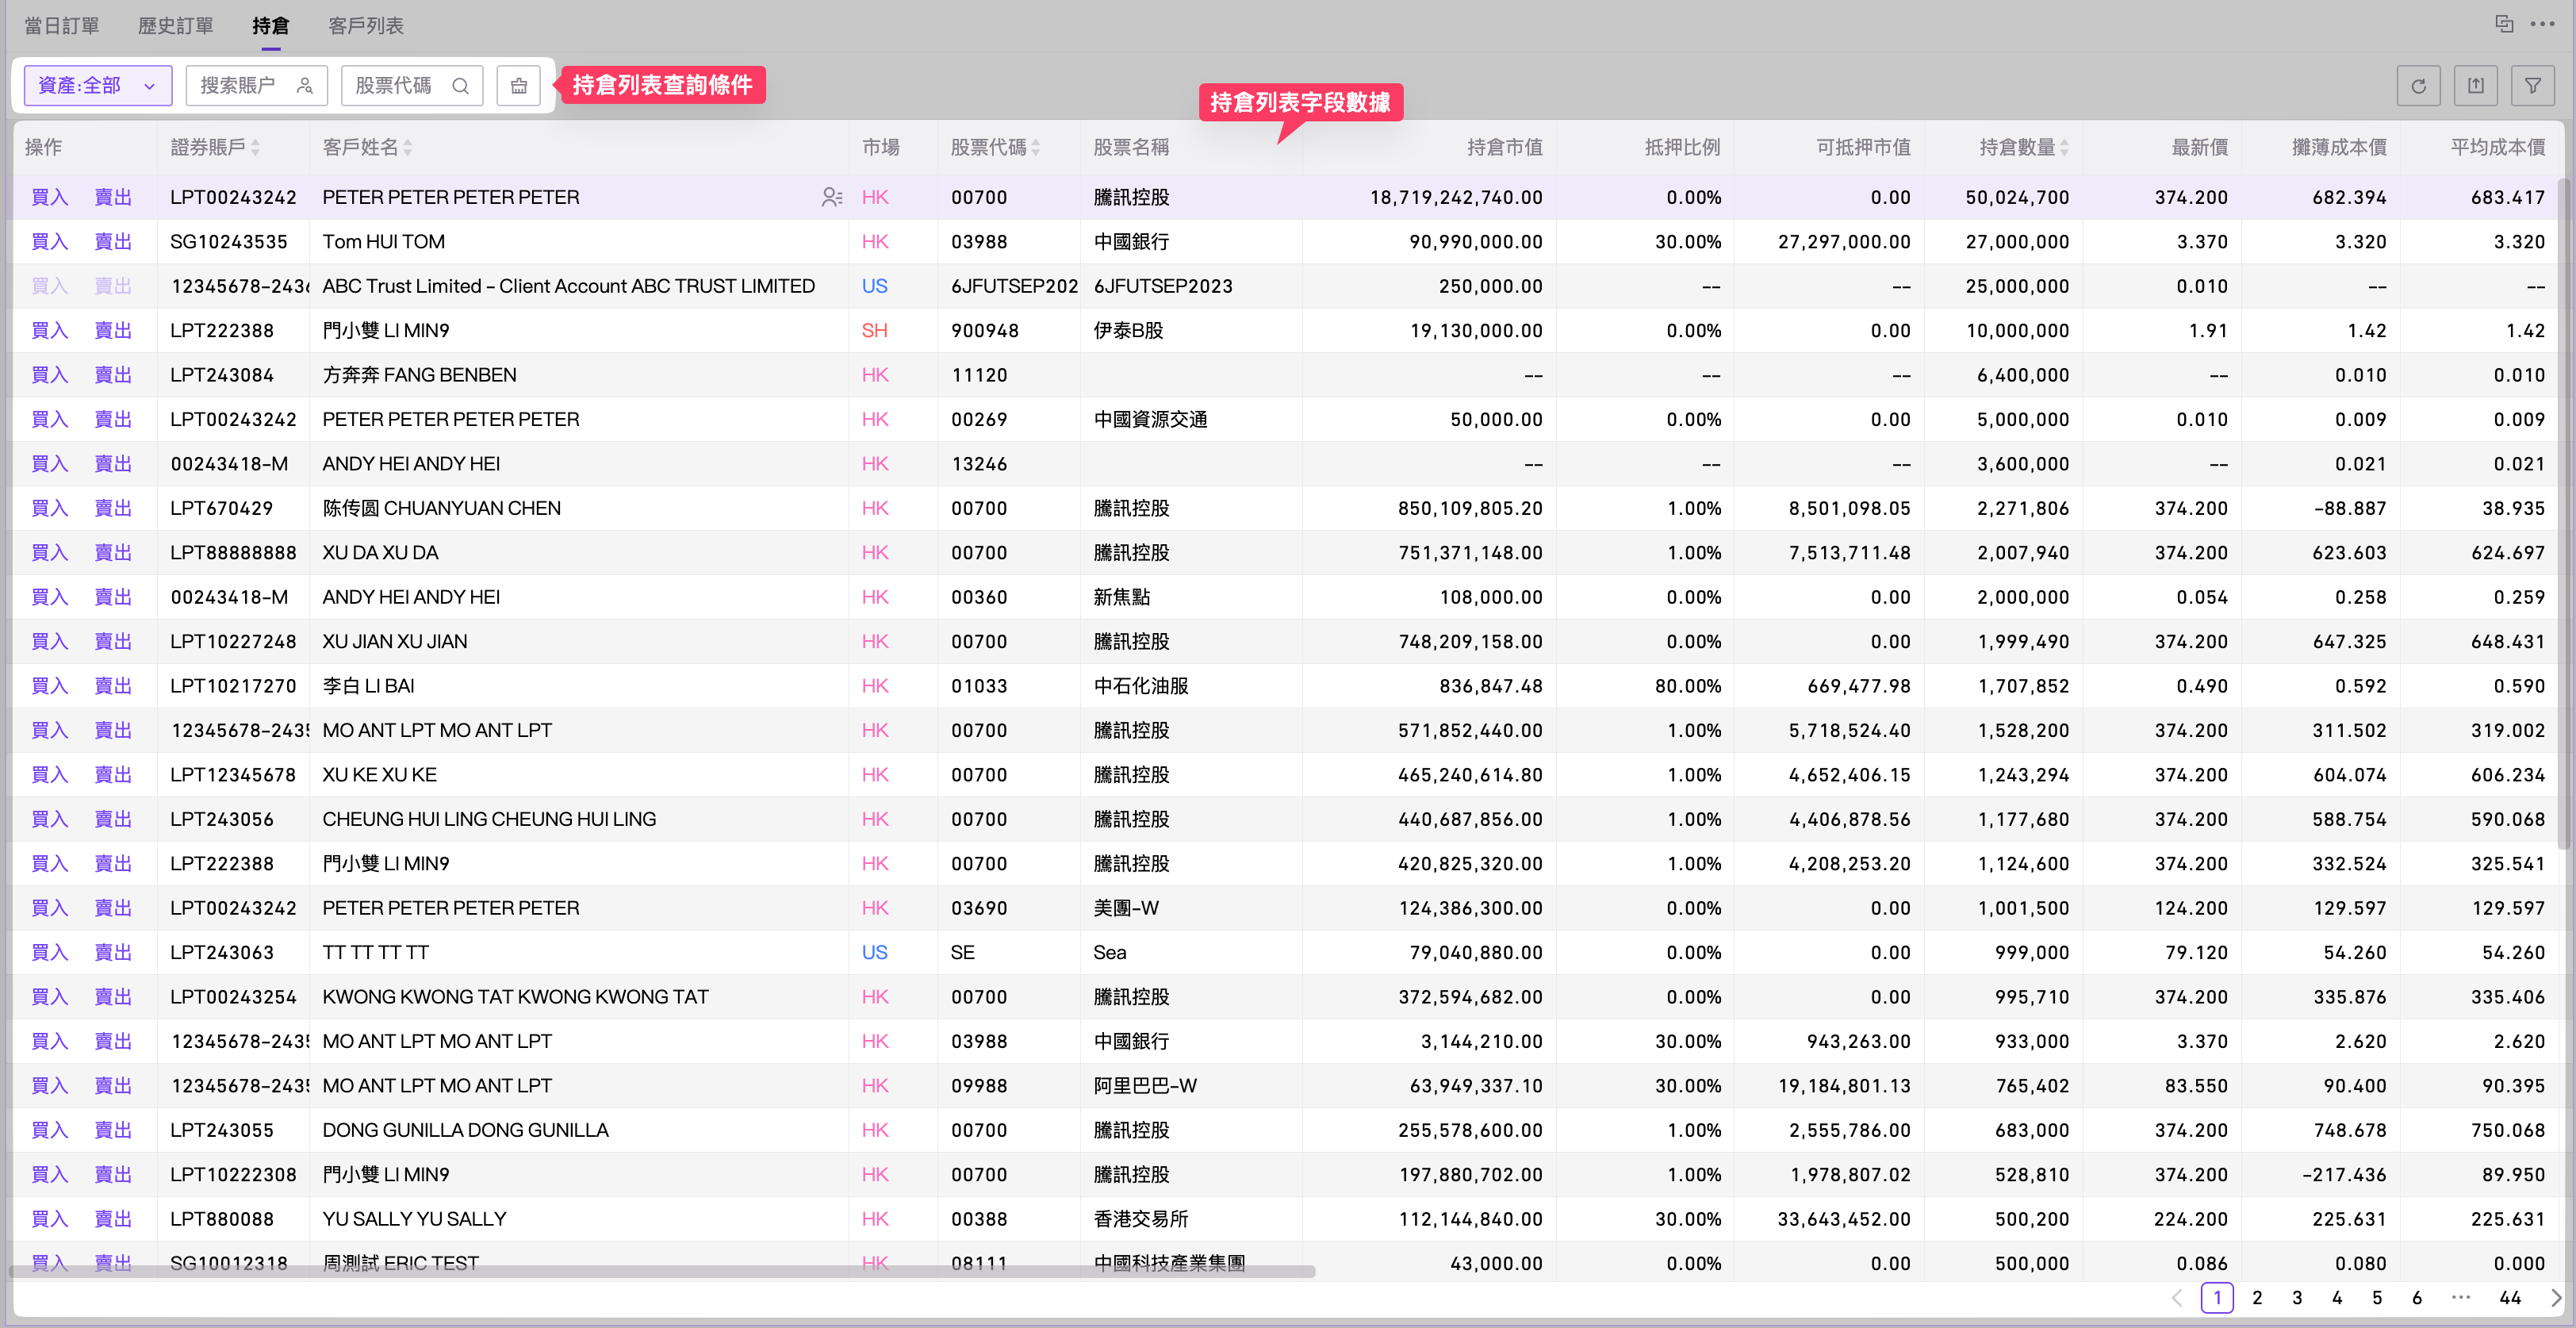 當日訂單 歷史訂單 持倉 客戶列表
資產:全部 搜索賬户 股票代碼 持倉列表查詢條件
持倉列表字段數據
操作 證券賬戶 客戶姓名 市場 股票代碼 股票名稱 持倉市值 抵押比例 可抵押市值 持倉數量 最新價 攤薄成本價 平均成本價
買入 賣出 LPT00243242 PETER PETER PETER PETER HK 00700 騰訊控股 18,719,242,740.00 0.00% 0.00 50,024,700 374.200 682.394 683.417
買入 賣出 SG10243535 Tom HUI TOM HK 03988 中國銀行 90,990,000.00 30.00% 27,297,000.00 27,000,000 3.370 3.320 3.320
買入 賣出 12345678-243 ABC Trust Limited - Client Account ABC TRUST LIMITED US 6JFUTSEP202 6JFUTSEP2023 250,000.00 -- -- 25,000,000 0.010 -- --
買入 賣出 LPT222388 門小雙 LI MIN9 SH 900948 伊泰B股 19,130,000.00 0.00% 0.00 10,000,000 1.91 1.42 1.42
買入 賣出 LPT243084 方奔奔 FANG BENBEN HK 11120 -- -- -- 6,400,000 -- 0.010 0.010
買入 賣出 LPT00243242 PETER PETER PETER PETER HK 00269 中國資源交通 50,000.00 0.00% 0.00 5,000,000 0.010 0.009 0.009
買入 賣出 00243418-M ANDY HEI ANDY HEI HK 13246 -- -- -- 3,600,000 -- 0.021 0.021
買入 賣出 LPT670429 陈传圆 CHUANYUAN CHEN HK 00700 騰訊控股 850,109,805.20 1.00% 8,501,098.05 2,271,806 374.200 -88.887 38.935
買入 賣出 LPT88888888 XU DA XU DA HK 00700 騰訊控股 751,371,148.00 1.00% 7,513,711.48 2,007,940 374.200 623.603 624.697
買入 賣出 00243418-M ANDY HEI ANDY HEI HK 00360 新焦點 108,000.00 0.00% 0.00 2,000,000 0.054 0.258 0.259
買入 賣出 LPT10227248 XU JIAN XU JIAN HK 00700 騰訊控股 748,209,158.00 0.00% 0.00 1,999,490 374.200 647.325 648.431
買入 賣出 LPT10217270 李白 LI BAI HK 01033 中石化油服 836,847.48 80.00% 669,477.98 1,707,852 0.490 0.592 0.590
買入 賣出 12345678-243 MO ANT LPT MO ANT LPT HK 00700 騰訊控股 571,852,440.00 1.00% 5,718,524.40 1,528,200 374.200 311.502 319.002
買入 賣出 LPT12345678 XU KE XU KE HK 00700 騰訊控股 465,240,614.80 1.00% 4,652,406.15 1,243,294 374.200 604.074 606.234
買入 賣出 LPT243056 CHEUNG HUI LING CHEUNG HUI LING HK 00700 騰訊控股 440,687,856.00 1.00% 4,406,878.56 1,177,680 374.200 588.754 590.068
買入 賣出 LPT222388 門小雙 LI MIN9 HK 00700 騰訊控股 420,825,320.00 1.00% 4,208,253.20 1,124,600 374.200 332.524 325.541
買入 賣出 LPT00243242 PETER PETER PETER PETER HK 03690 美團-W 124,386,300.00 0.00% 0.00 1,001,500 124.200 129.597 129.597
買入 賣出 LPT243063 TT TT TT TT US SE Sea 79,040,880.00 0.00% 0.00 999,000 79.120 54.260 54.260
買入 賣出 LPT00243254 KWONG KWONG TAT KWONG KWONG TAT HK 00700 騰訊控股 372,594,682.00 0.00% 0.00 995,710 374.200 335.876 335.406
買入 賣出 12345678-243 MO ANT LPT MO ANT LPT HK 03988 中國銀行 3,144,210.00 30.00% 943,263.00 933,000 3.370 2.620 2.620
買入 賣出 12345678-243 MO ANT LPT MO ANT LPT HK 09988 阿里巴巴-W 63,949,337.10 30.00% 19,184,801.13 765,402 83.550 90.400 90.395
買入 賣出 LPT243055 DONG GUNILLA DONG GUNILLA HK 00700 騰訊控股 255,578,600.00 1.00% 2,555,786.00 683,000 374.200 748.678 750.068
買入 賣出 LPT10222308 門小雙 LI MIN9 HK 00700 騰訊控股 197,880,702.00 1.00% 1,978,807.02 528,810 374.200 -217.436 89.950
買入 賣出 LPT880088 YU SALLY YU SALLY HK 00388 香港交易所 112,144,840.00 30.00% 33,643,452.00 500,200 224.200 225.631 225.631
買入 賣出 SG10012318 周測試 ERIC TEST HK 08111 中國科技產業集團 43,000.00 0.00% 0.00 500,000 0.086 0.080 0.000
1 2 3 4 5 6 ··· 44